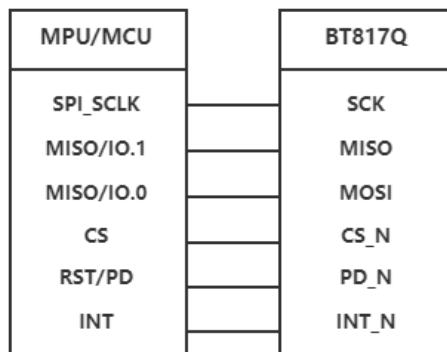 MPU/MCU BT817Q
SPI_SCLK SCK
MISO/IO.1 MISO
MISO/IO.0 MOSI
CS CS_N
RST/PD PD_N
INT INT_N